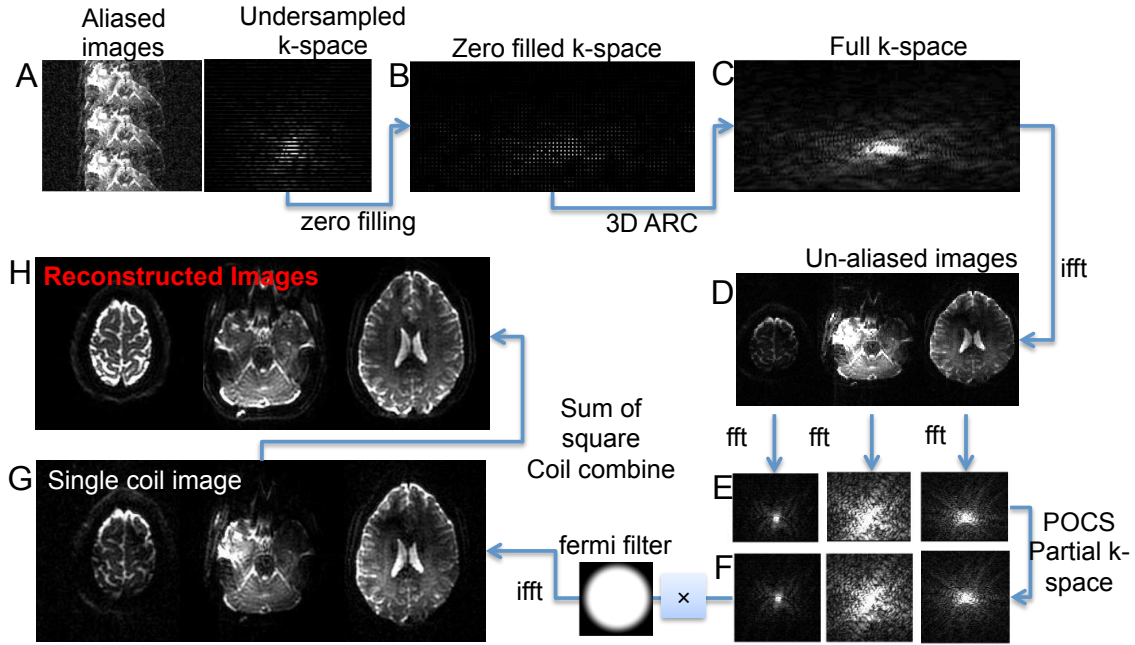 Aliased
images
Undersampled
k-space
Zero filled k-space
Full k-space
A
B
C
zero filling
3D ARC
ifft
H
Reconstructed Images
Un-aliased images
D
Sum of
square
Coil combine
fft
fft
fft
G
Single coil image
E
POCS
Partial k-
space
fermi filter
F
ifft
×